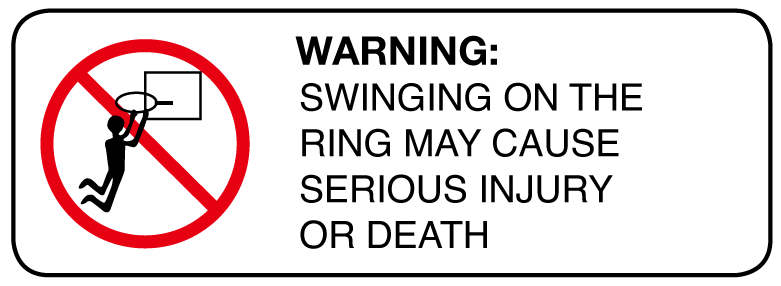 WARNING:
SWINGING ON THE
RING MAY CAUSE
SERIOUS INJURY
OR DEATH